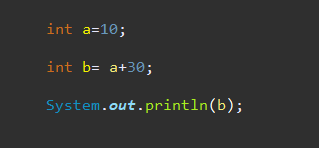 int a=10;
int b= a+30;
System.out.println(b);